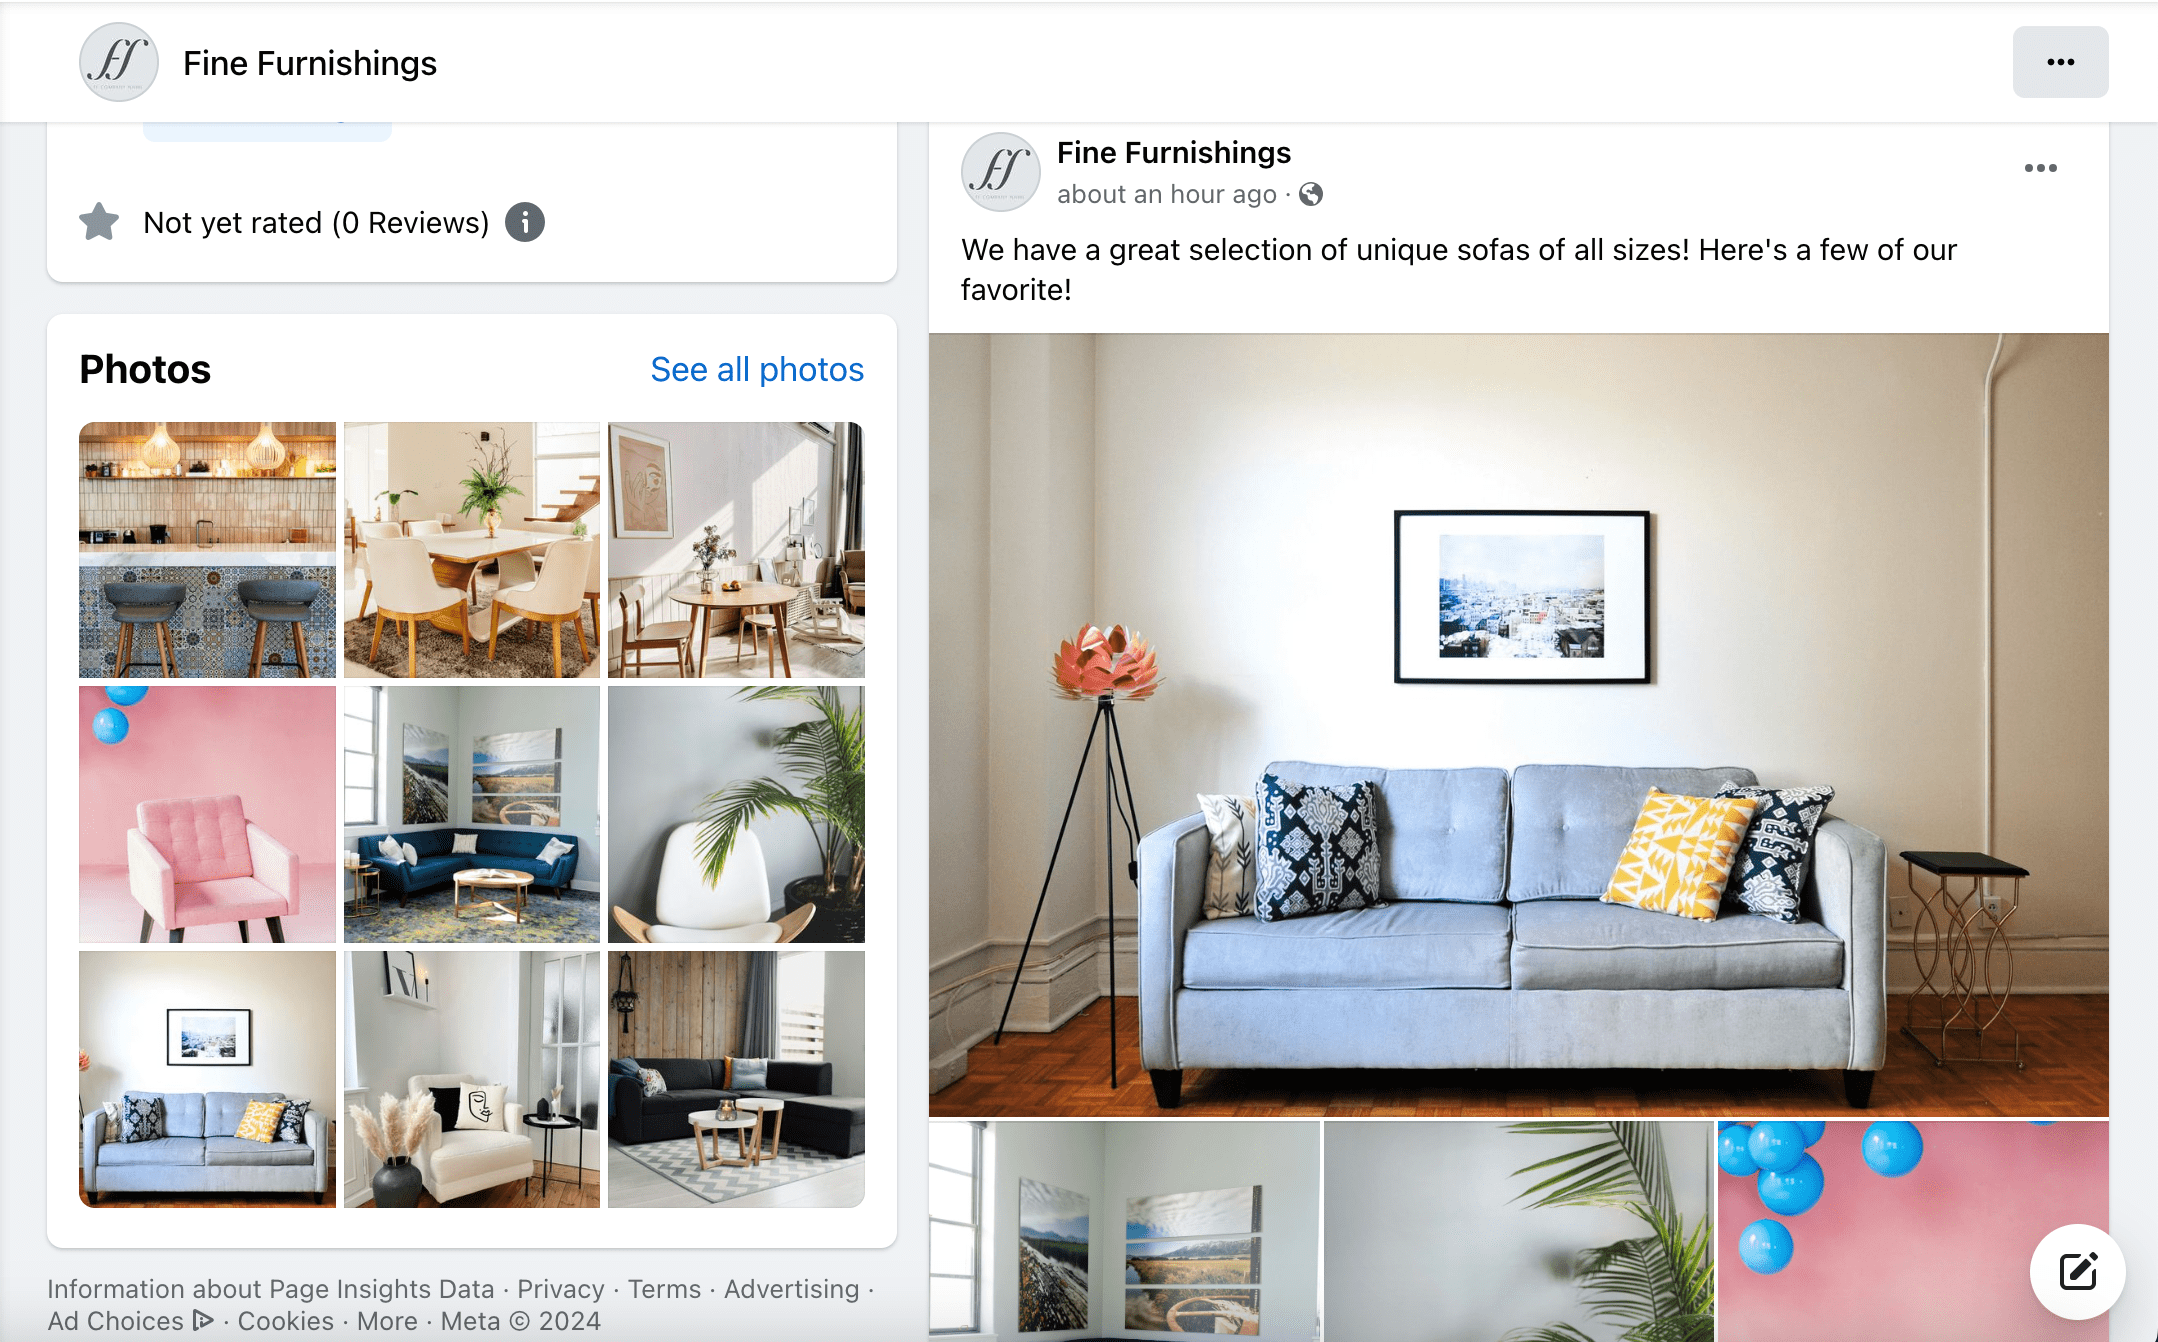 Fine Furnishings
Not yet rated (0 Reviews)
Photos
See all photos
Information about Page Insights Data · Privacy · Terms · Advertising ·
Ad Choices · Cookies · More · Meta © 2024
Fine Furnishings
about an hour ago ·
We have a great selection of unique sofas of all sizes! Here's a few of our
favorite!